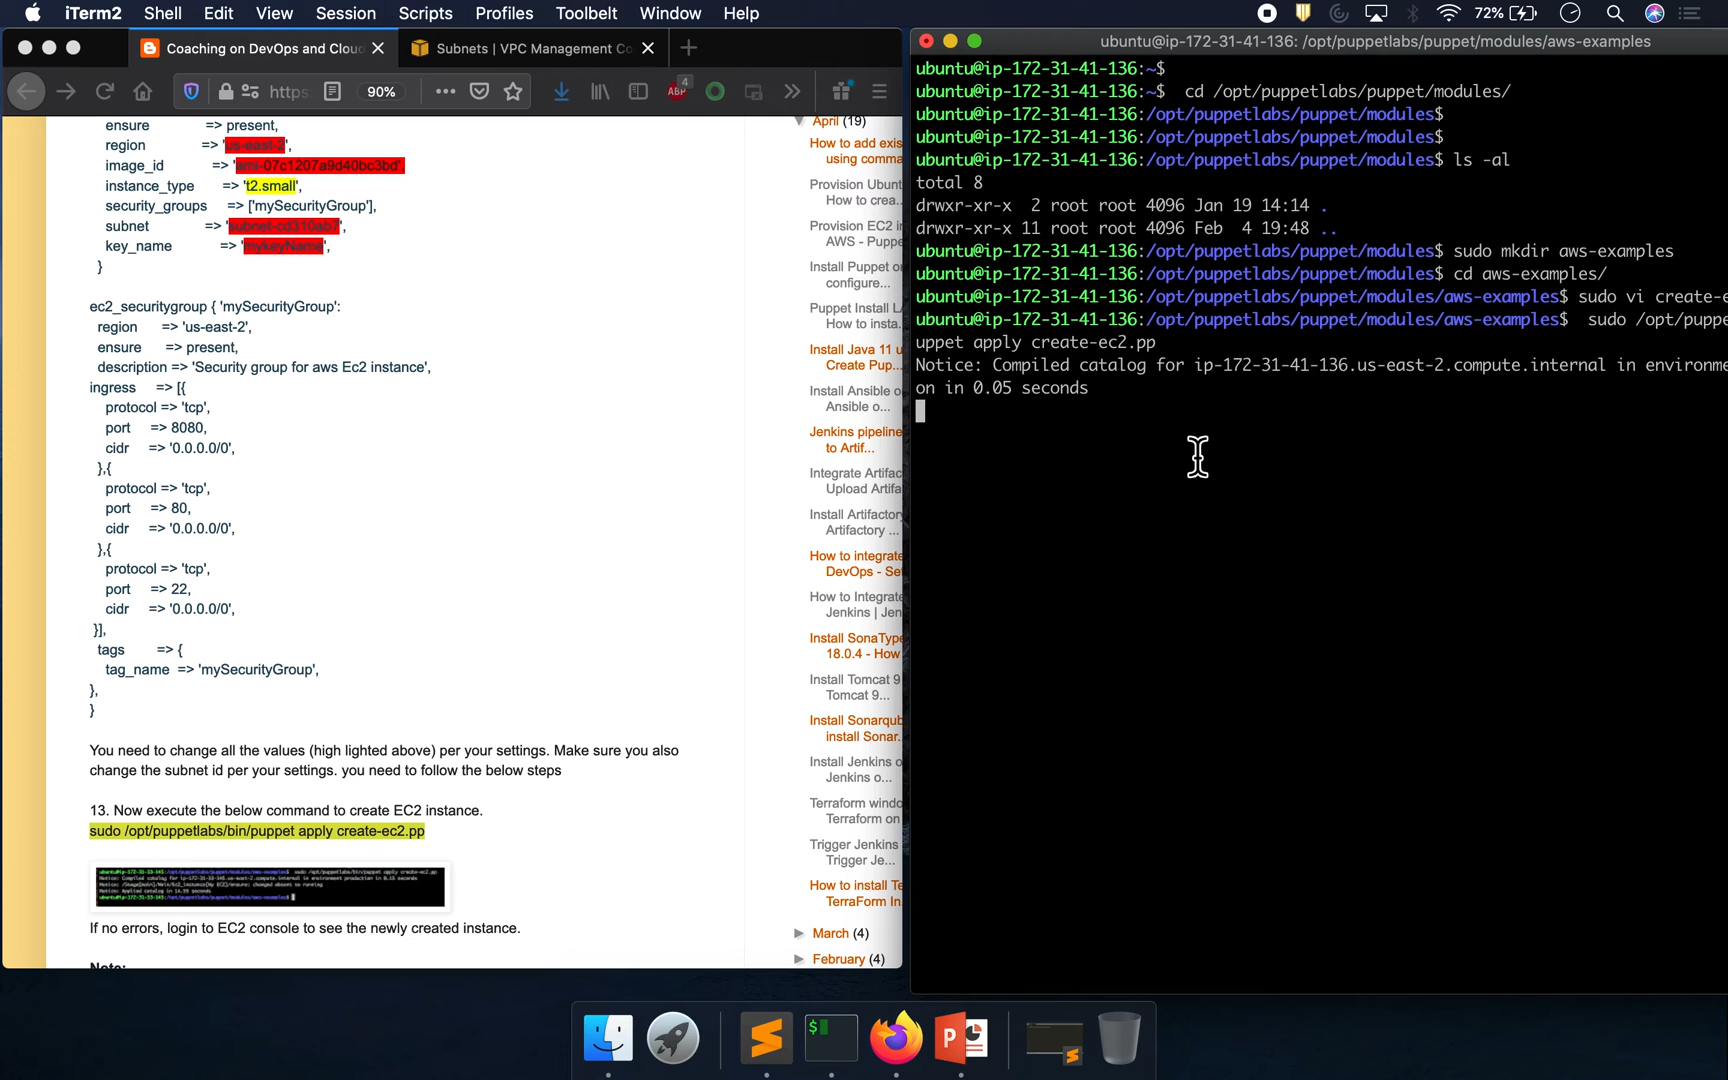 iTerm2 Shell Edit View Session Scripts Profiles Toolbelt Window Help 72%
Coaching on DevOps and Cloud
Subnets | VPC Management Co
https
90%
4
ABP
ensure => present,
region => 'us-east-2',
image_id => 'ami-07c1207a9d40bc3bd',
instance_type => 't2.small',
security_groups => ['mySecurityGroup'],
subnet => 'subnet-cd310ab7',
key_name => 'mykeyName',
}
ec2_securitygroup { 'mySecurityGroup':
region => 'us-east-2',
ensure => present,
description => 'Security group for aws Ec2 instance',
ingress => [{
protocol => 'tcp',
port => 8080,
cidr => '0.0.0.0/0',
},{
protocol => 'tcp',
port => 80,
cidr => '0.0.0.0/0',
},{
protocol => 'tcp',
port => 22,
cidr => '0.0.0.0/0',
}],
tags => {
tag_name => 'mySecurityGroup',
},
}
You need to change all the values (high lighted above) per your settings. Make sure you also
change the subnet id per your settings. you need to follow the below steps
13. Now execute the below command to create EC2 instance.
sudo /opt/puppetlabs/bin/puppet apply create-ec2.pp
If no errors, login to EC2 console to see the newly created instance.
Note:
April (19)
How to add exis
using comma
Provision Ubunt
How to crea..
Provision EC2 i
AWS - Puppe
Install Puppet or
configure...
Puppet Install LA
How to insta.
Install Java 11 u
Create Pup...
Install Ansible o
Ansible o...
Jenkins pipeline
to Artif...
Integrate Artifac
Upload Artifa
Install Artifactory
Artifactory ...
How to integrate
DevOps - Se
How to Integrate
Jenkins | Jen
Install SonaType
18.0.4 - How
Install Tomcat 9
Tomcat 9...
Install Sonarqub
install Sonar.
Install Jenkins o
Jenkins o...
Terraform windo
Terraform on
Trigger Jenkins
Trigger Je...
How to install Te
TerraForm In.
March (4)
February (4)
ubuntu@ip-172-31-41-136: /opt/puppetlabs/puppet/modules/aws-examples
ubuntu@ip-172-31-41-136:~$
ubuntu@ip-172-31-41-136:~$ cd /opt/puppetlabs/puppet/modules/
ubuntu@ip-172-31-41-136:/opt/puppetlabs/puppet/modules$
ubuntu@ip-172-31-41-136:/opt/puppetlabs/puppet/modules$
ubuntu@ip-172-31-41-136:/opt/puppetlabs/puppet/modules$ ls -al
total 8
drwxr-xr-x 2 root root 4096 Jan 19 14:14 .
drwxr-xr-x 11 root root 4096 Feb 4 19:48 ..
ubuntu@ip-172-31-41-136:/opt/puppetlabs/puppet/modules$ sudo mkdir aws-examples
ubuntu@ip-172-31-41-136:/opt/puppetlabs/puppet/modules$ cd aws-examples/
ubuntu@ip-172-31-41-136:/opt/puppetlabs/puppet/modules/aws-examples$ sudo vi create-e
ubuntu@ip-172-31-41-136:/opt/puppetlabs/puppet/modules/aws-examples$ sudo /opt/puppe
uppet apply create-ec2.pp
Notice: Compiled catalog for ip-172-31-41-136.us-east-2.compute.internal in environme
on in 0.05 seconds